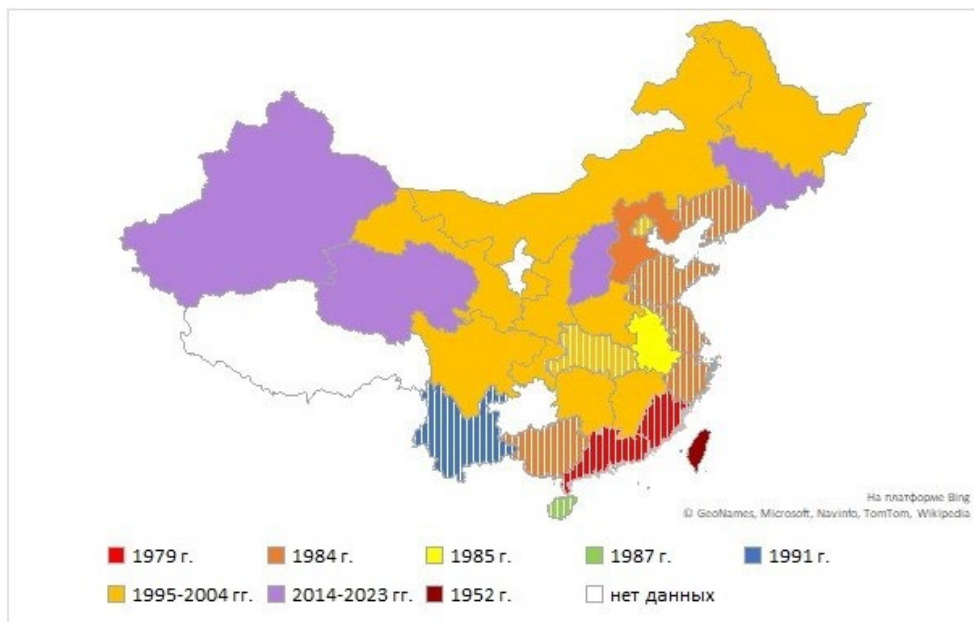 На платформе Bing
© GeoNames, Microsoft, Navinfo, TomTom, Wikipedia
1979 г.
1984 г.
1985 г.
1987 г.
1991 г.
1995-2004 гг.
2014-2023 гг.
1952 г.
нет данных